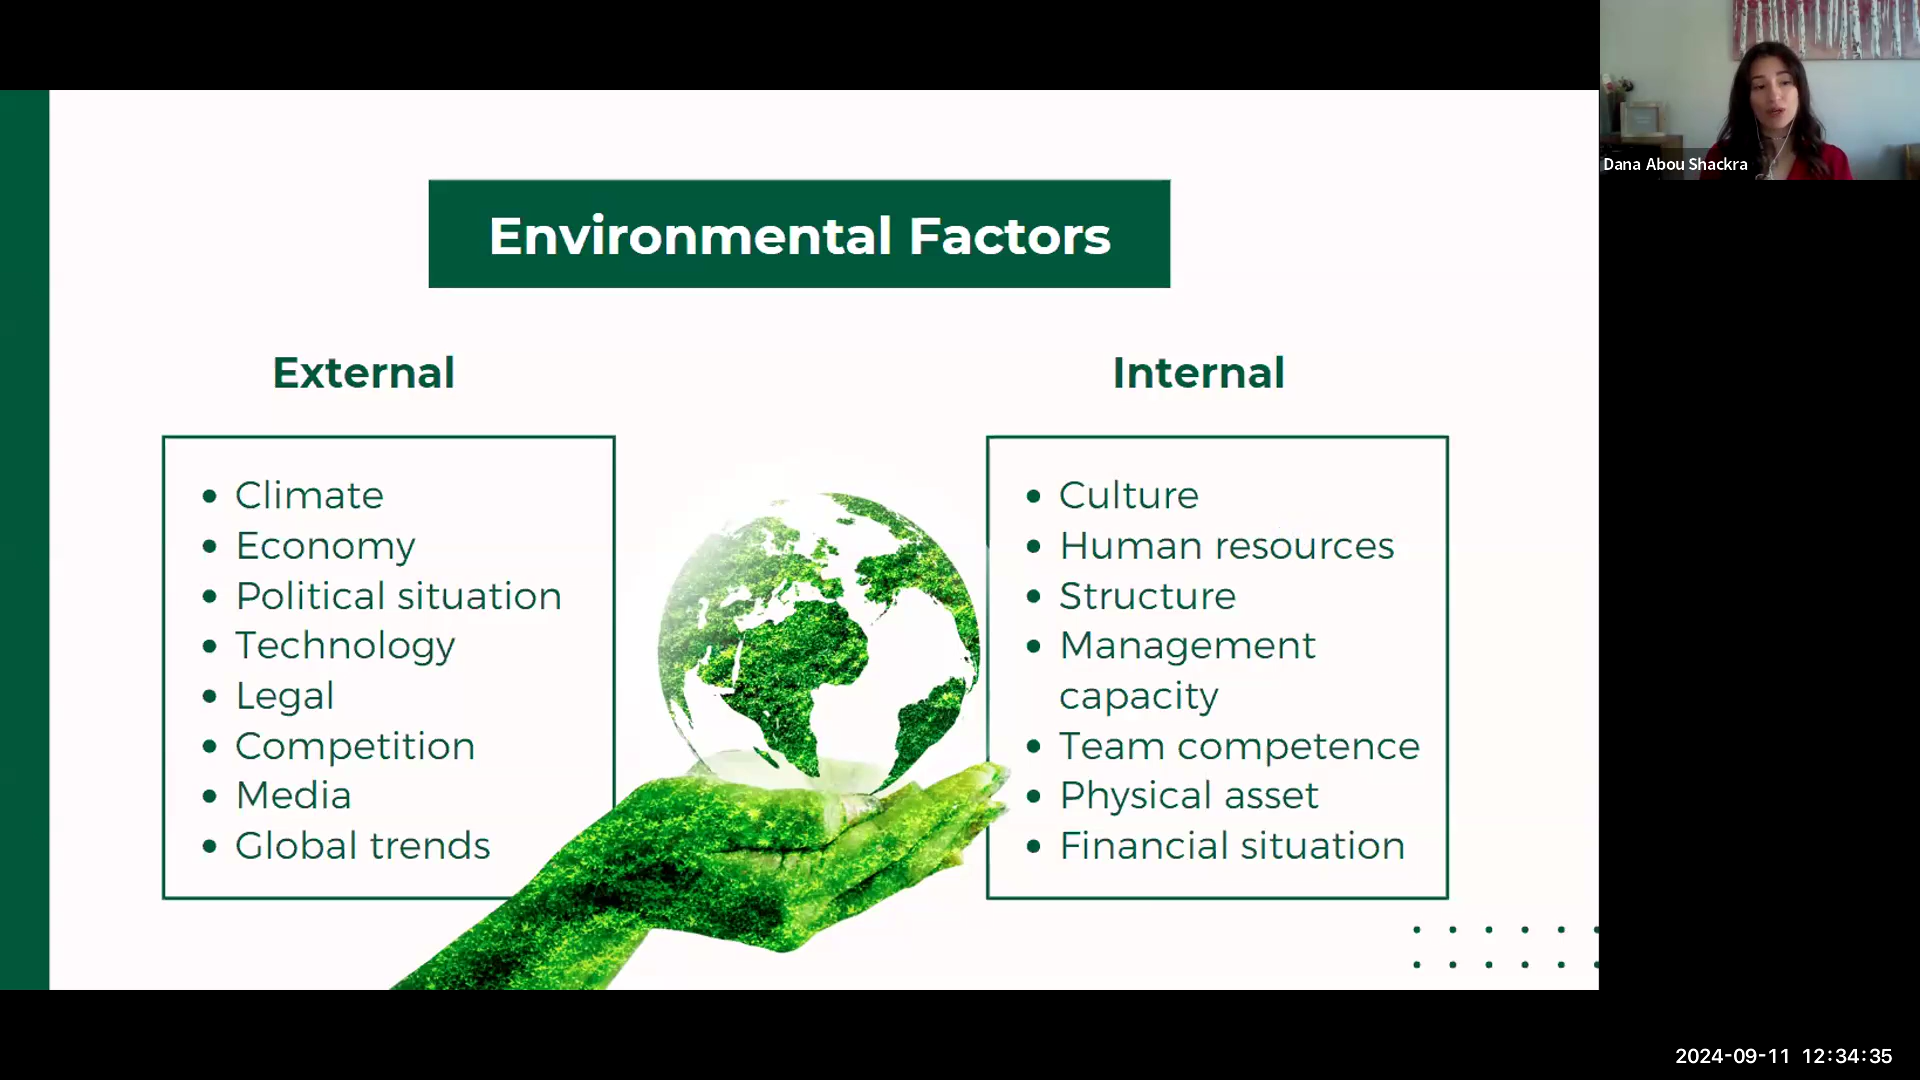 Environmental Factors
External
• Climate
• Economy
• Political situation
• Technology
• Legal
• Competition
• Media
• Global trends
Internal
• Culture
• Human resources
• Structure
• Management
capacity
• Team competence
• Physical asset
• Financial situation
Dana Abou Shackra
2024-09-11 12:34:35